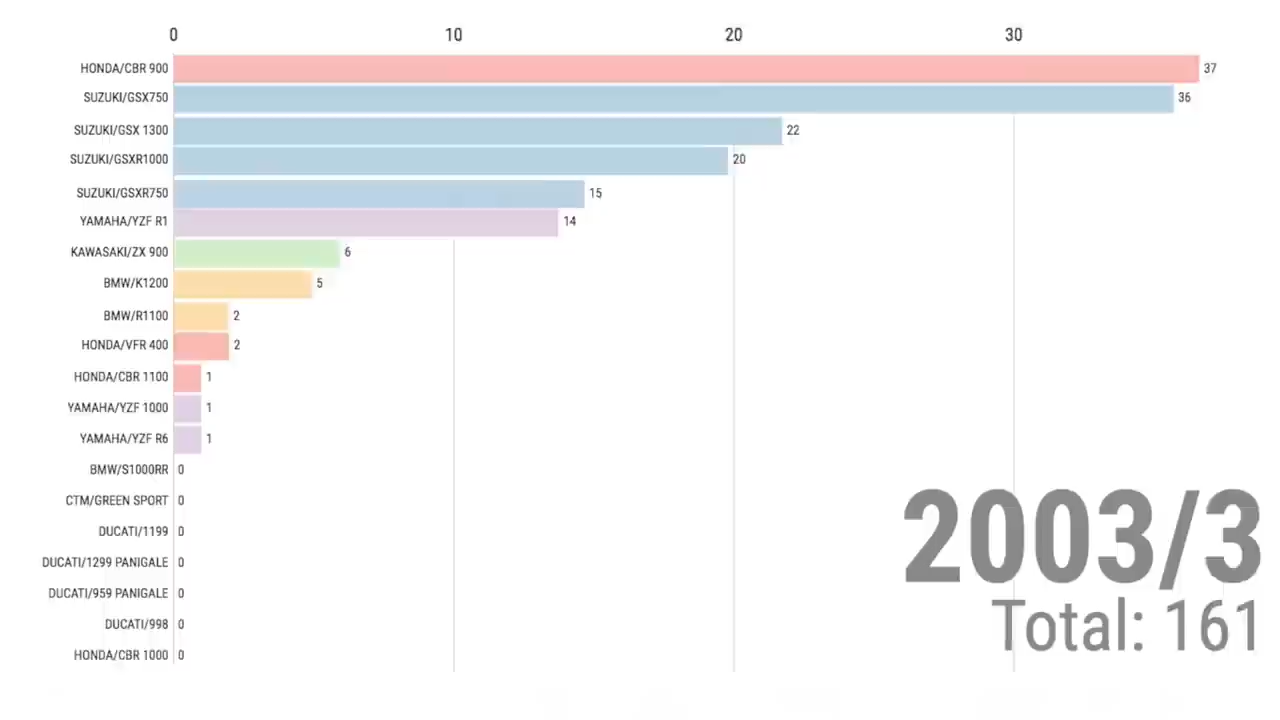 0 10 20 30
HONDA/CBR 900 37
SUZUKI/GSX750 36
SUZUKI/GSX 1300 22
SUZUKI/GSXR1000 20
SUZUKI/GSXR750 15
YAMAHA/YZF R1 14
KAWASAKI/ZX 900 6
BMW/K1200 5
BMW/R1100 2
HONDA/VFR 400 2
HONDA/CBR 1100 1
YAMAHA/YZF 1000 1
YAMAHA/YZF R6 1
BMW/S1000RR 0
CTM/GREEN SPORT 0
DUCATI/1199 0
DUCATI/1299 PANIGALE 0
DUCATI/959 PANIGALE 0
DUCATI/998 0
HONDA/CBR 1000 0
2003/3
Total: 161